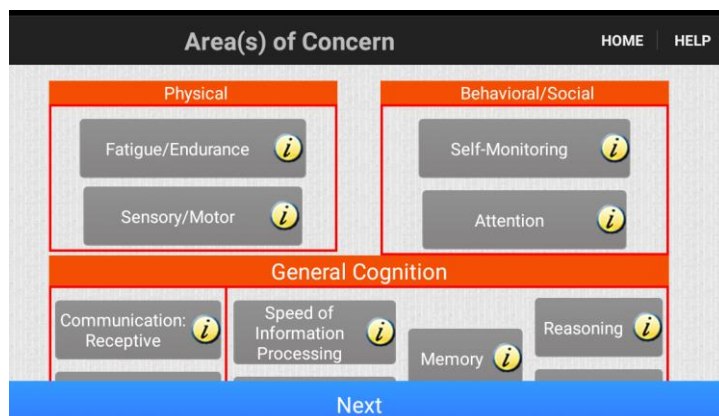 Area(s) of Concern
HOME
HELP
Physical
Behavioral/Social
Fatigue/Endurance
Self-Monitoring
Sensory/Motor
Attention
General Cognition
Communication:
Receptive
Speed of
Information
Processing
Memory
Reasoning
Next